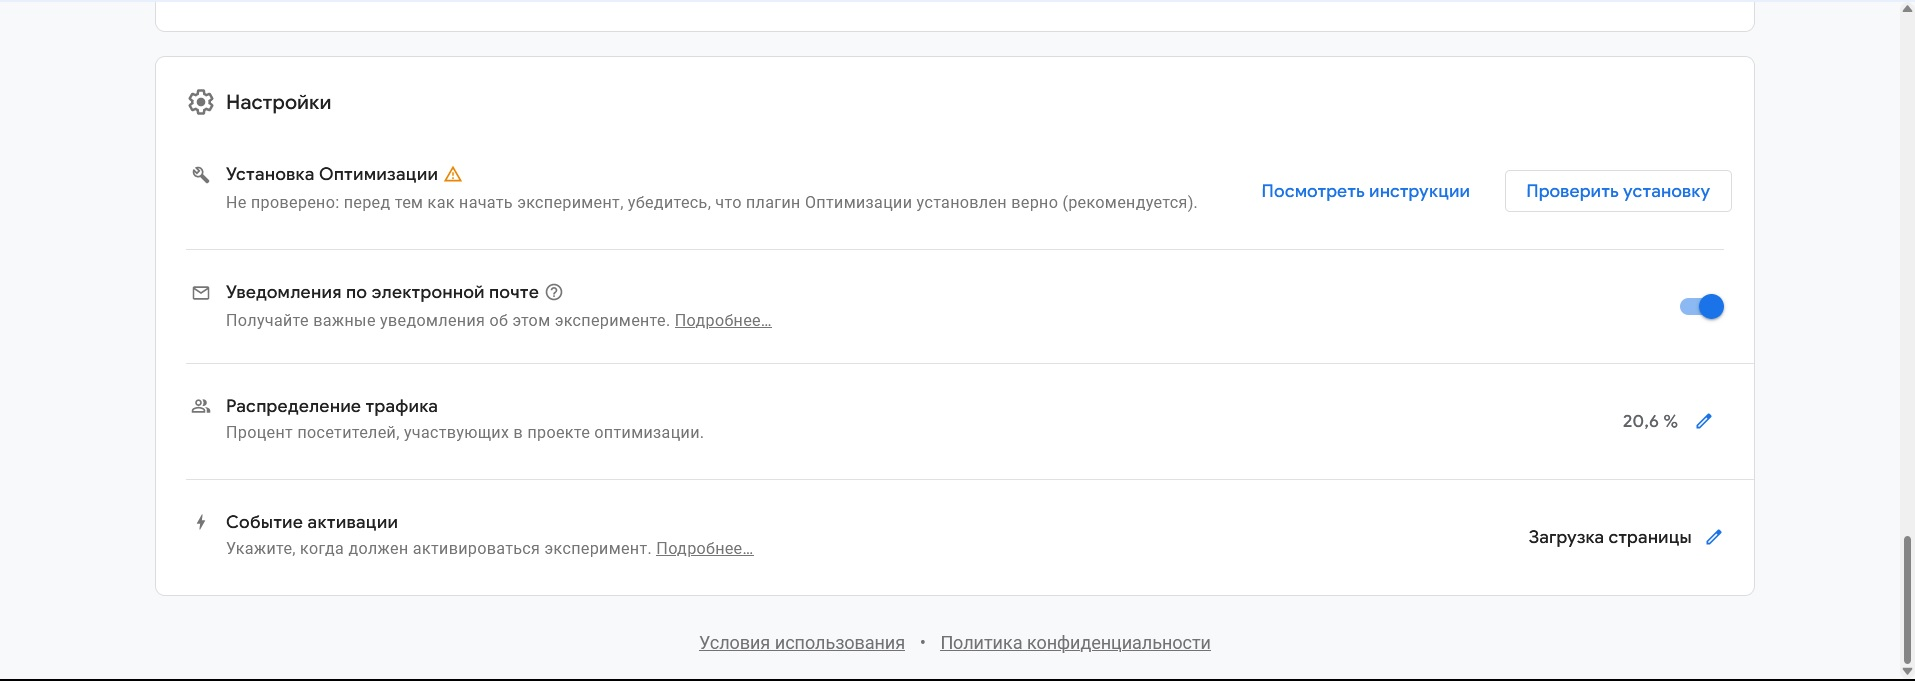 Настройки
Установка Оптимизации
Не проверено: перед тем как начать эксперимент, убедитесь, что плагин Оптимизации установлен верно (рекомендуется).
Посмотреть инструкции
Проверить установку
Уведомления по электронной почте
Получайте важные уведомления об этом эксперименте. Подробнее…
Распределение трафика
Процент посетителей, участвующих в проекте оптимизации.
20,6 %
Событие активации
Укажите, когда должен активироваться эксперимент. Подробнее…
Загрузка страницы
Условия использования • Политика конфиденциальности